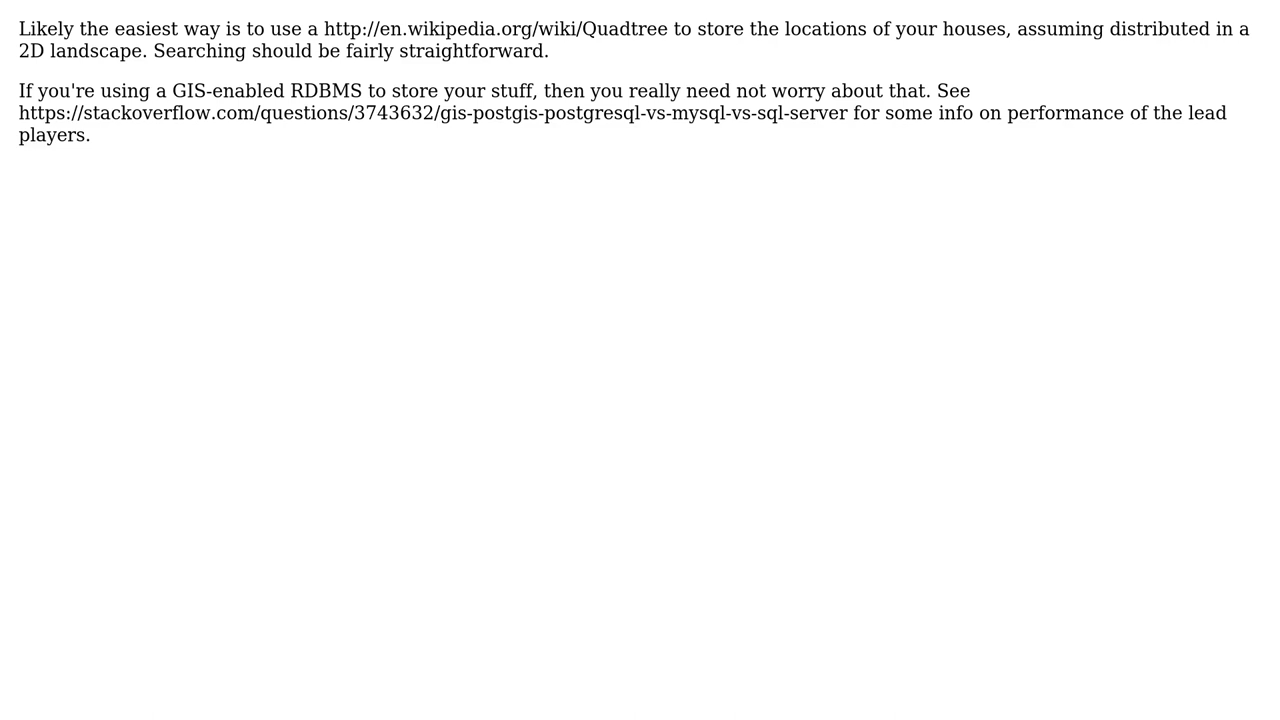 Likely the easiest way is to use a http://en.wikipedia.org/wiki/Quadtree to store the locations of your houses, assuming distributed in a
2D landscape. Searching should be fairly straightforward.
If you're using a GIS-enabled RDBMS to store your stuff, then you really need not worry about that. See
https://stackoverflow.com/questions/3743632/gis-postgis-postgresql-vs-mysql-vs-sql-server for some info on performance of the lead
players.